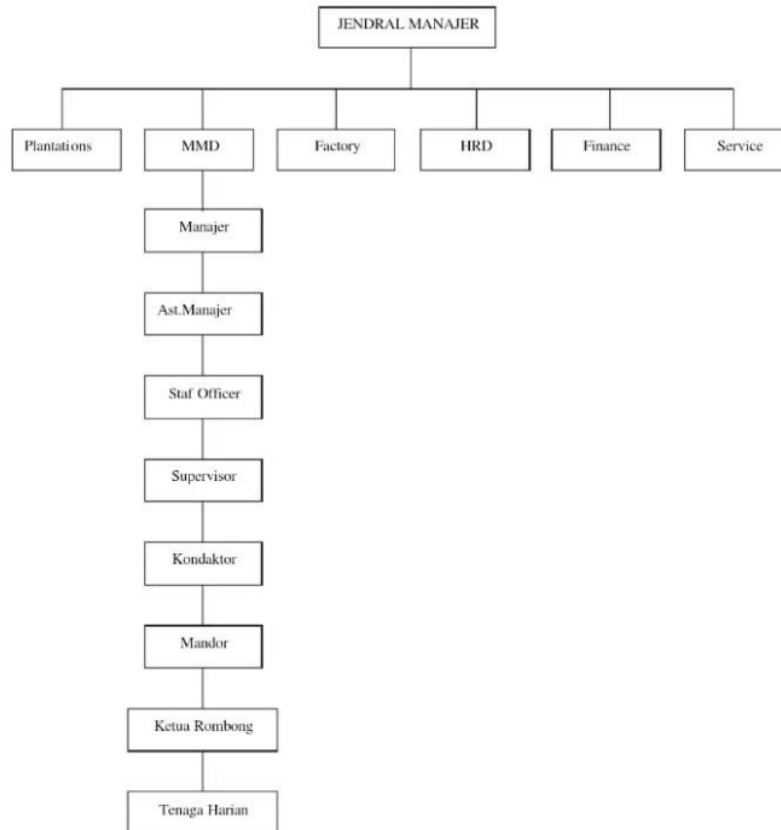 JENDRAL MANAJER
Plantations
MMD
Factory
HRD
Finance
Service
Manajer
Ast.Manajer
Staf Officer
Supervisor
Kondaktor
Mandor
Ketua Rombong
Tenaga Harian